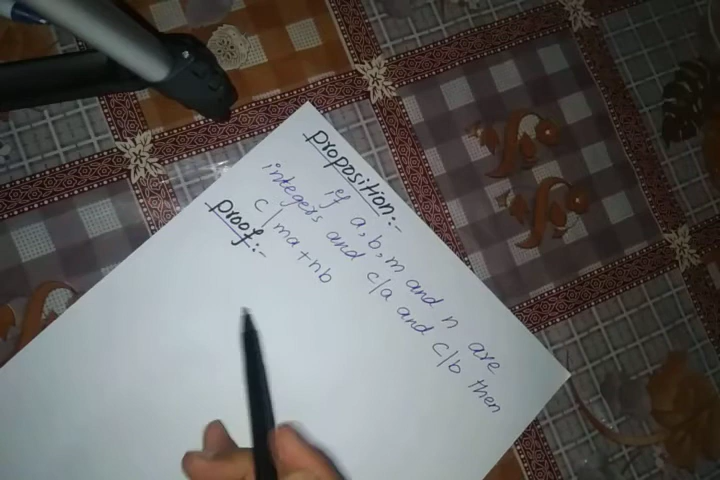 proposition:-
if a, b, m and n are
integers and c/a and c/b then
c/ma+nb
proof:-